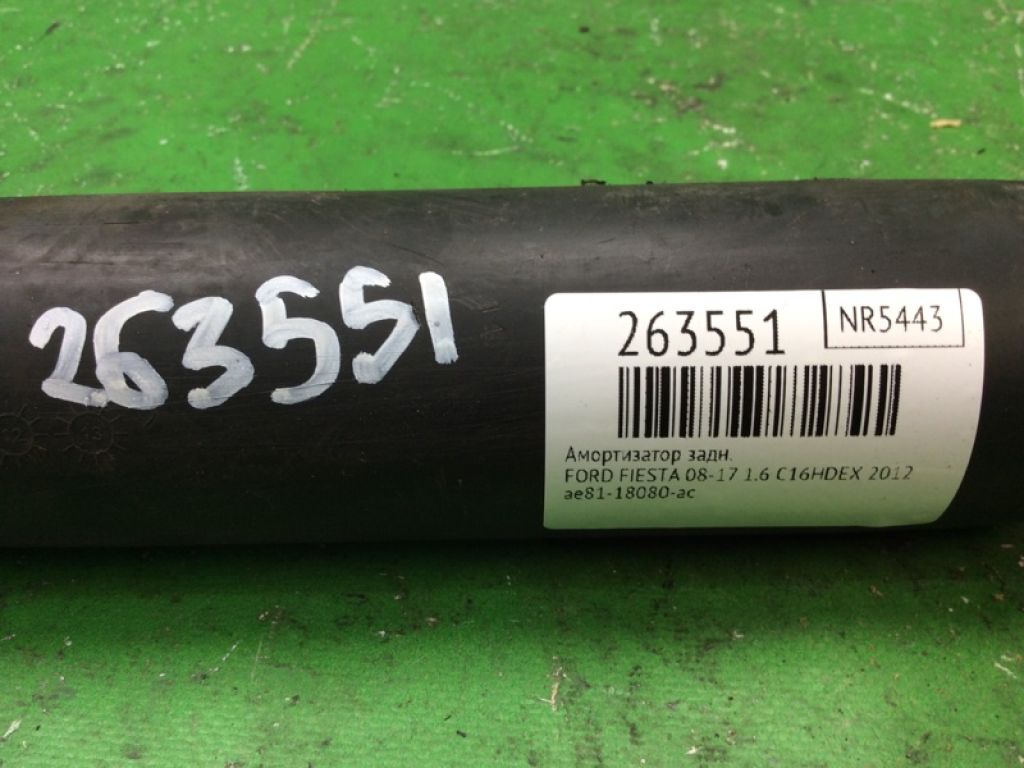 263551
263551
NR5443
Амортизатор задн.
FORD FIESTA 08-17 1.6 C16HDEX 2012
ae81-18080-ac